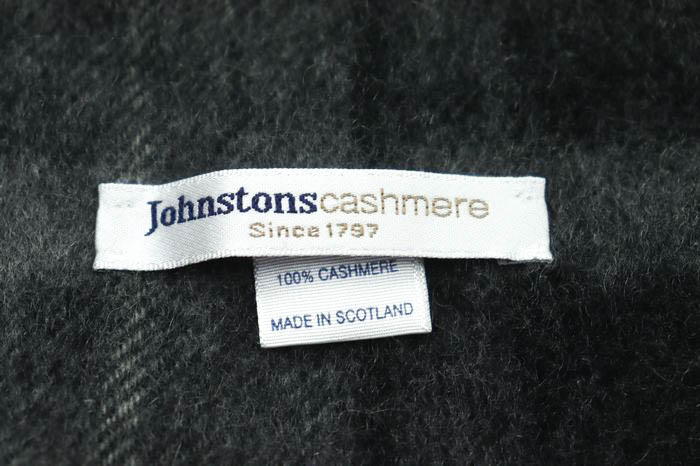 Johnstonscashmere
Since 1797
100% CASHMERE
MADE IN SCOTLAND